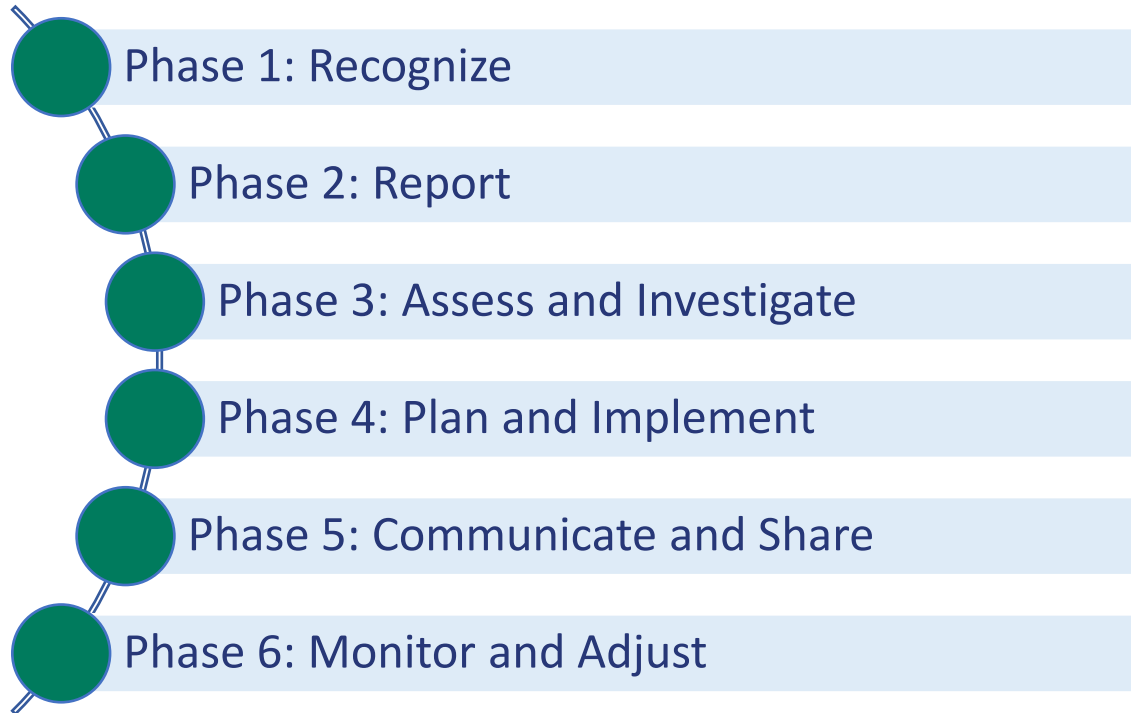 Phase 1: Recognize
Phase 2: Report
Phase 3: Assess and Investigate
Phase 4: Plan and Implement
Phase 5: Communicate and Share
Phase 6: Monitor and Adjust